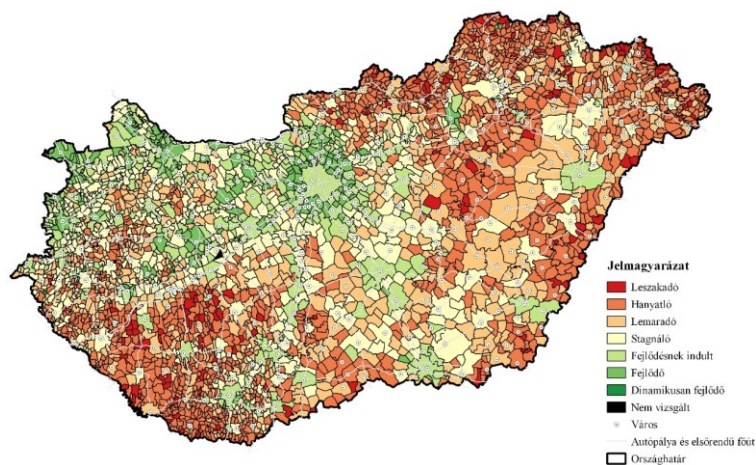 Jelmagyarázat
Leszakadó
Hanyatló
Lemaradó
Stagnáló
Fejlődésnek indult
Fejlődő
Dinamikusan fejlődő
Nem vizsgált
Város
Autópálya és elsőrendű főút
Országhatár